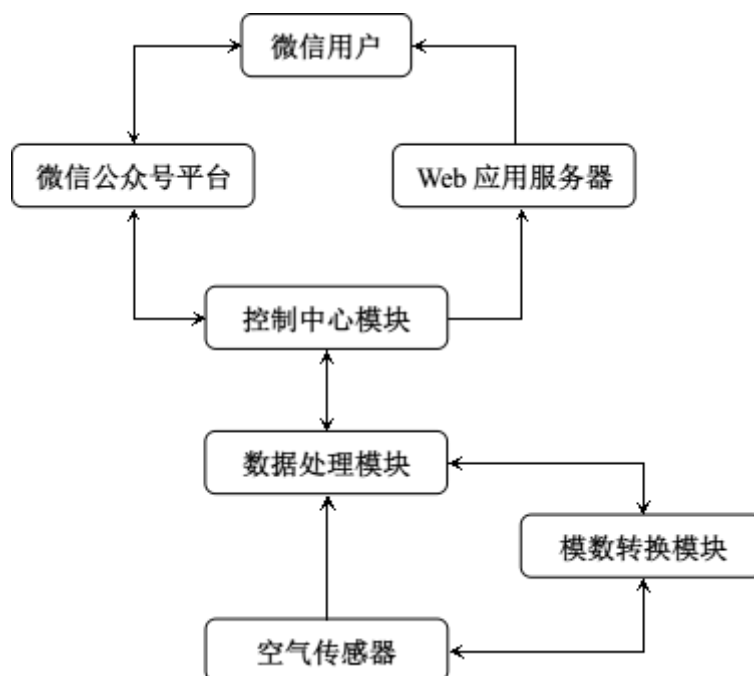 微信用户
微信公众号平台
Web 应用服务器
控制中心模块
数据处理模块
模数转换模块
空气传感器